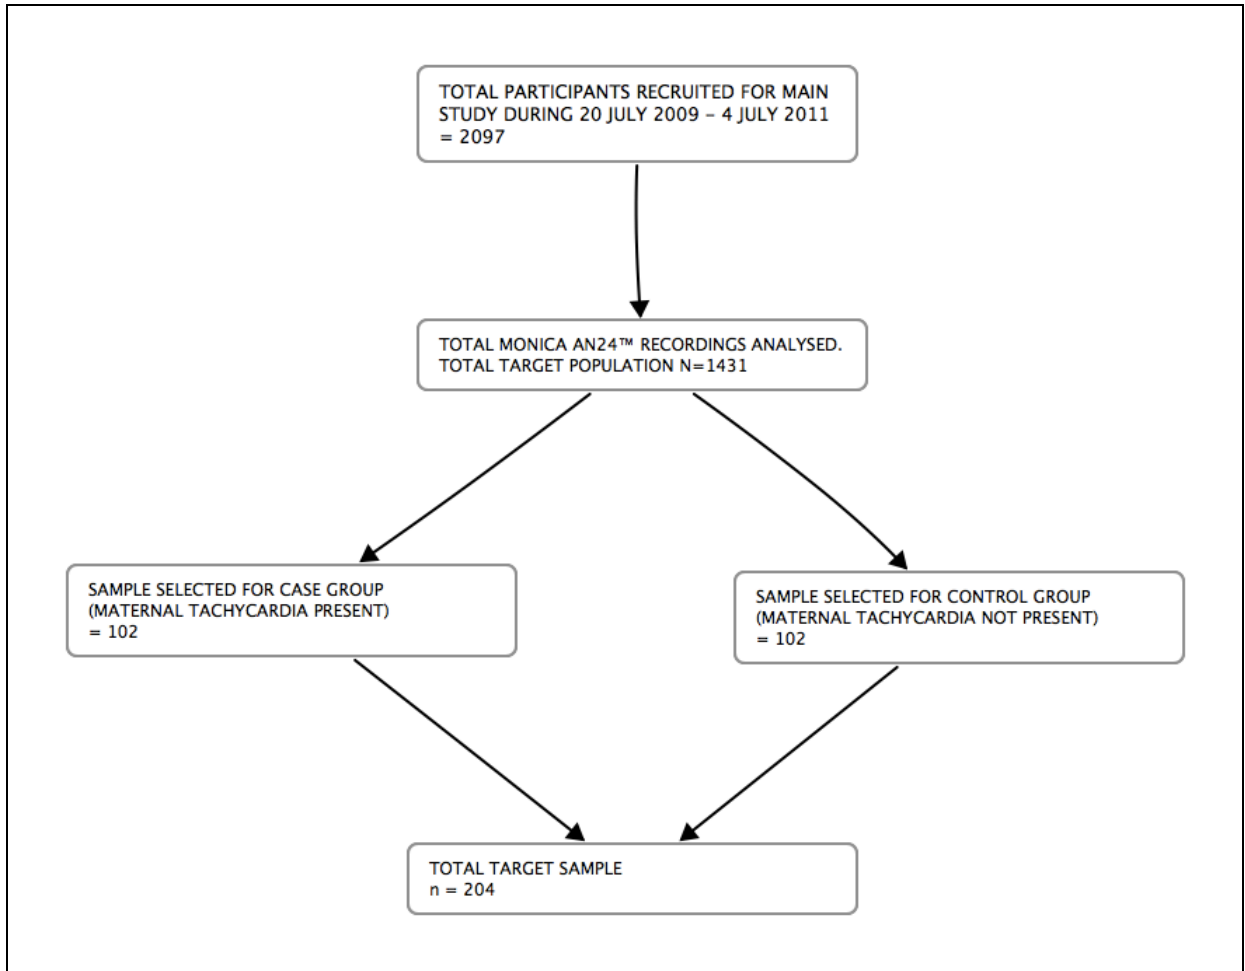 TOTAL PARTICIPANTS RECRUITED FOR MAIN
STUDY DURING 20 JULY 2009 – 4 JULY 2011
= 2097
TOTAL MONICA AN24™ RECORDINGS ANALYSED.
TOTAL TARGET POPULATION N=1431
SAMPLE SELECTED FOR CASE GROUP
(MATERNAL TACHYCARDIA PRESENT)
= 102
SAMPLE SELECTED FOR CONTROL GROUP
(MATERNAL TACHYCARDIA NOT PRESENT)
= 102
TOTAL TARGET SAMPLE
n = 204